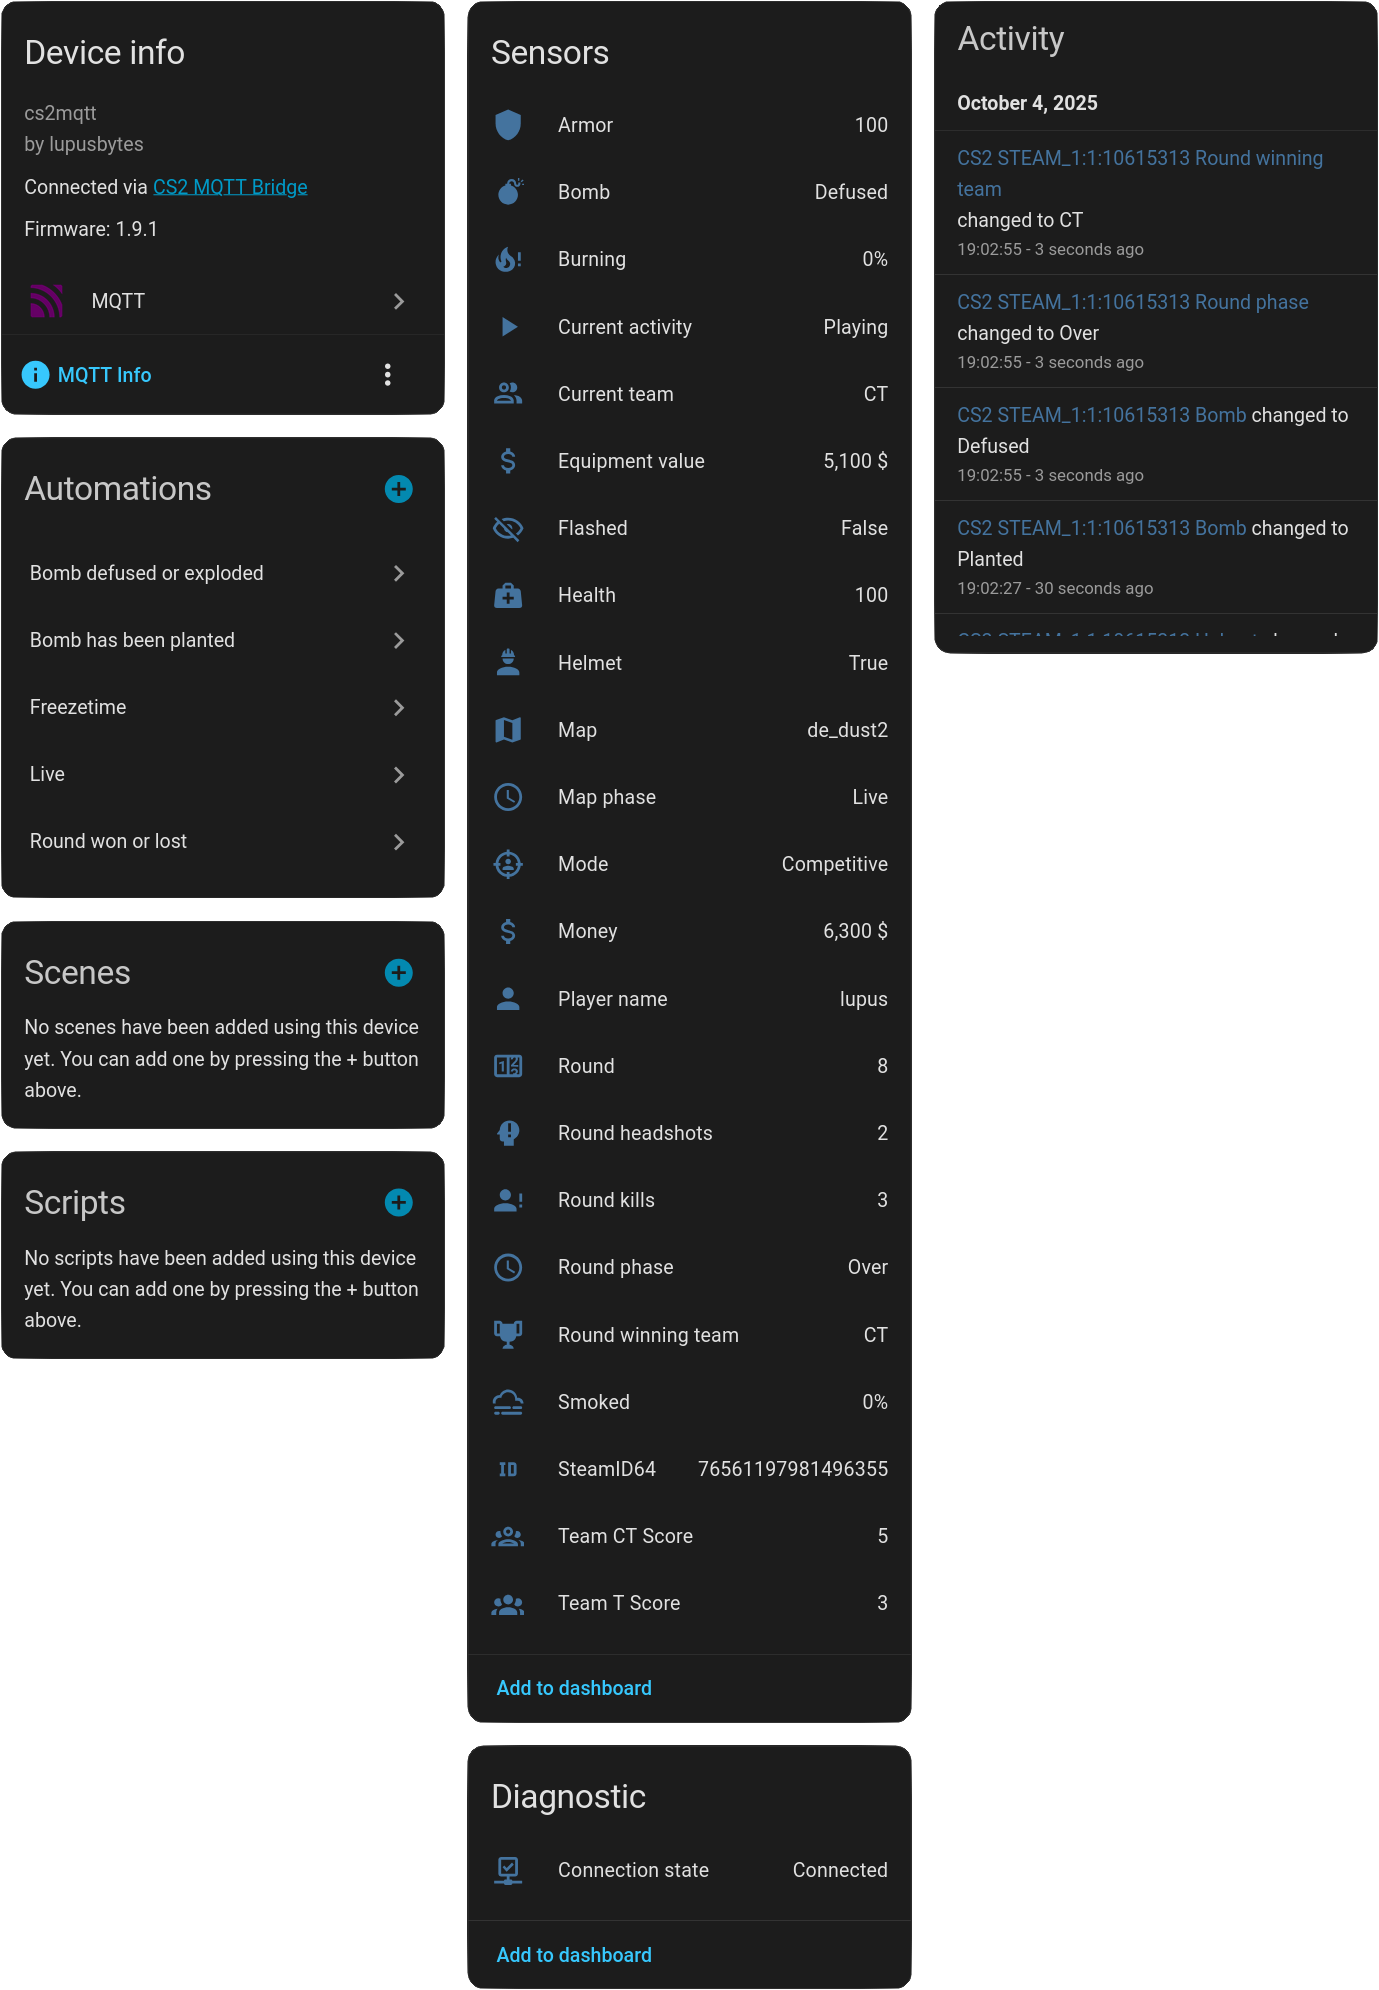 Device info
cs2mqtt
by lupusbytes
Connected via CS2 MQTT Bridge
Firmware: 1.9.1
MQTT
MQTT Info
Automations
Bomb defused or exploded
Bomb has been planted
Freezetime
Live
Round won or lost
Scenes
No scenes have been added using this device
yet. You can add one by pressing the + button
above.
Scripts
No scripts have been added using this device
yet. You can add one by pressing the + button
above.
Sensors
Armor 100
Bomb Defused
Burning 0%
Current activity Playing
Current team CT
Equipment value 5,100 $
Flashed False
Health 100
Helmet True
Map de_dust2
Map phase Live
Mode Competitive
Money 6,300 $
Player name lupus
Round 8
Round headshots 2
Round kills 3
Round phase Over
Round winning team CT
Smoked 0%
SteamID64 76561197981496355
Team CT Score 5
Team T Score 3
Add to dashboard
Diagnostic
Connection state Connected
Add to dashboard
Activity
October 4, 2025
CS2 STEAM_1:1:10615313 Round winning
team
changed to CT
19:02:55 - 3 seconds ago
CS2 STEAM_1:1:10615313 Round phase
changed to Over
19:02:55 - 3 seconds ago
CS2 STEAM_1:1:10615313 Bomb changed to
Defused
19:02:55 - 3 seconds ago
CS2 STEAM_1:1:10615313 Bomb changed to
Planted
19:02:27 - 30 seconds ago